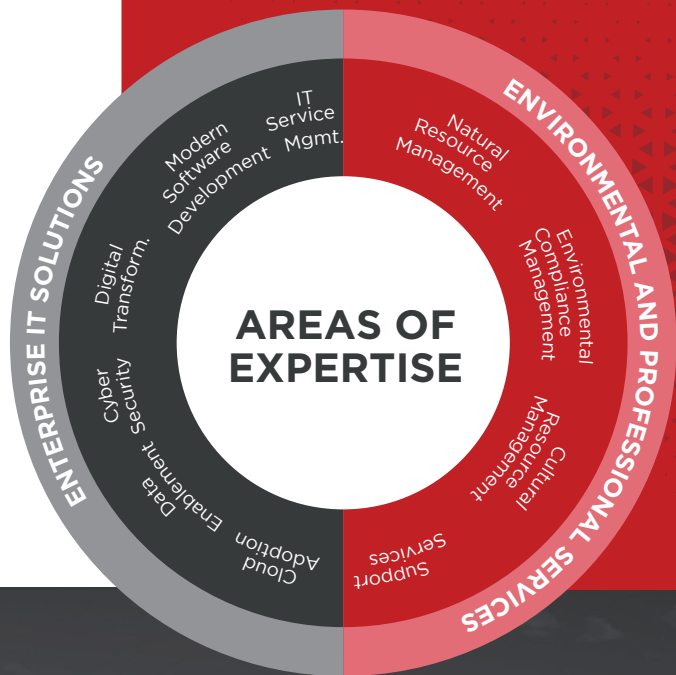 AREAS OF
EXPERTISE
ENTERPRISE IT SOLUTIONS
IT
Service
Mgmt.
Modern
Software
Development
Digital
Transform.
Cyber
Security
Data
Enablement
Cloud
Adoption
ENVIRONMENTAL AND PROFESSIONAL SERVICES
Natural
Resource
Management
Environmental
Compliance
Management
Cultural
Resource
Management
Support
Services